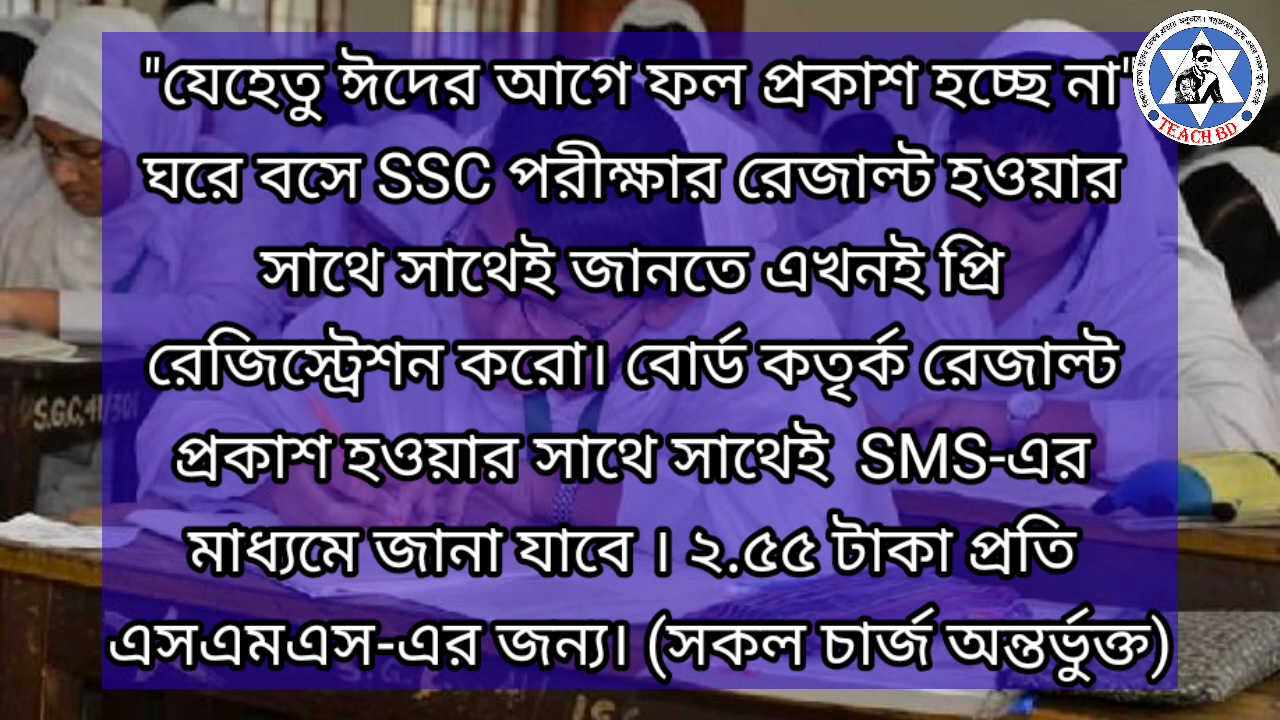 "যেহেতু ঈদের আগে ফল প্রকাশ হচ্ছে না"
ঘরে বসে SSC পরীক্ষার রেজাল্ট হওয়ার
সাথে সাথেই জানতে এখনই প্রি
রেজিস্ট্রেশন করো। বোর্ড কতৃর্ক রেজাল্ট
প্রকাশ হওয়ার সাথে সাথেই SMS-এর
মাধ্যমে জানা যাবে । ২.৫৫ টাকা প্রতি
এসএমএস-এর জন্য। (সকল চার্জ অন্তর্ভুক্ত)
TEACH BD